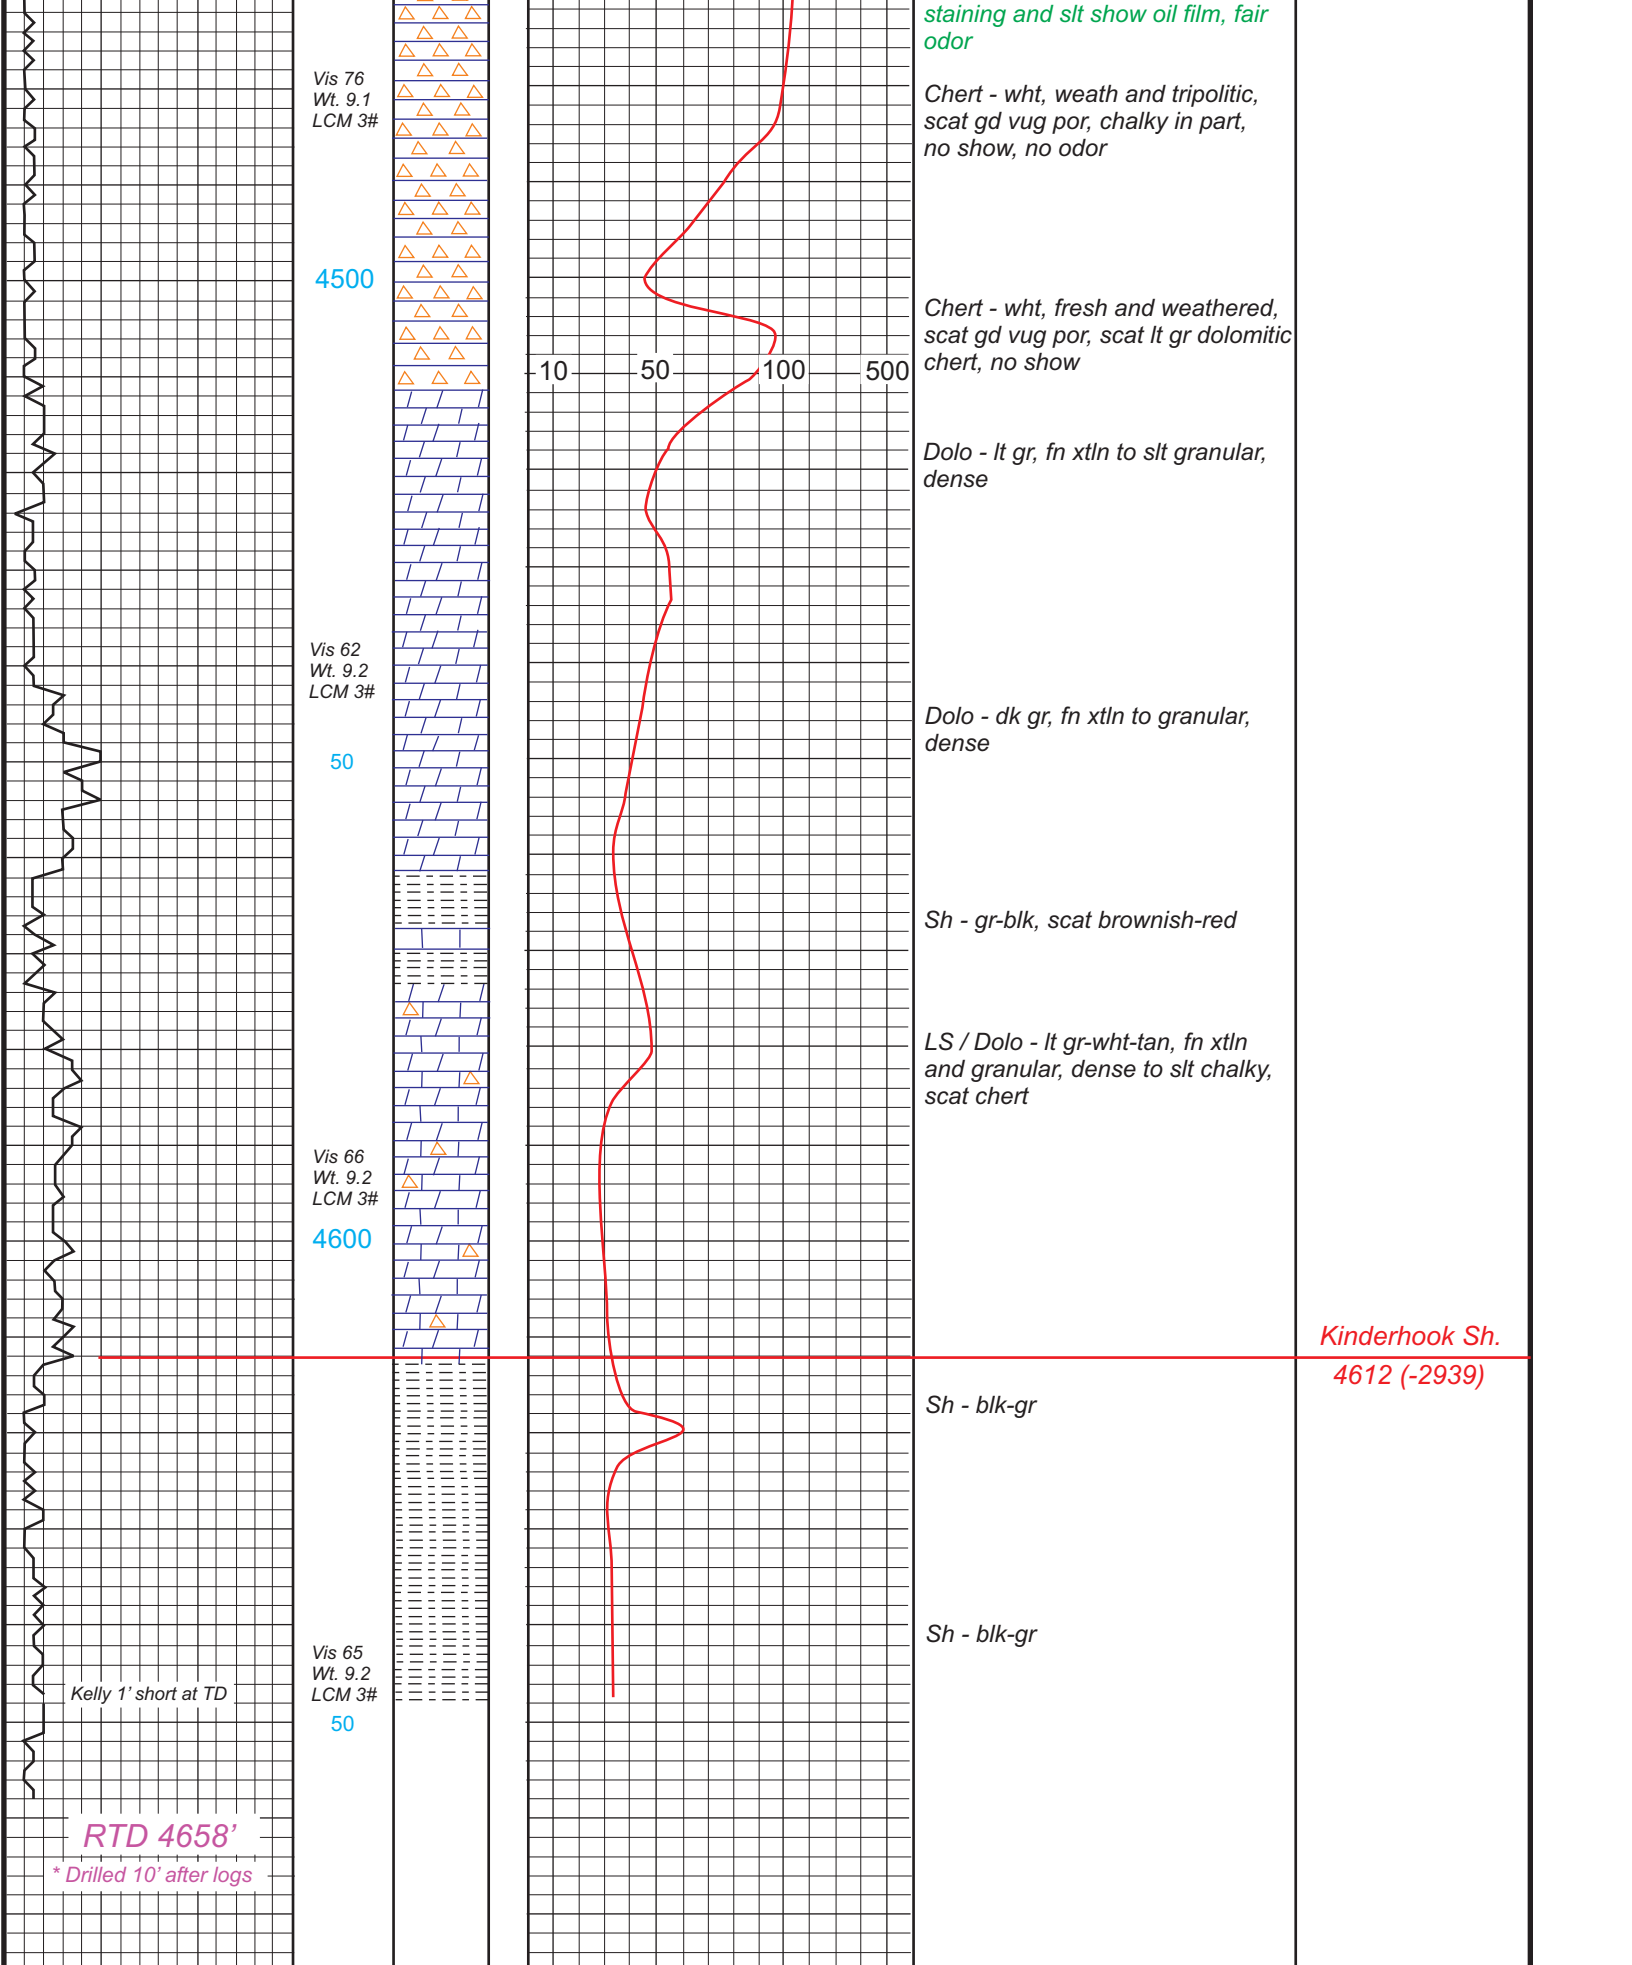 staining and slt show oil film, fair
odor
Vis 76
Wt. 9.1
LCM 3#
Chert - wht, weath and tripolitic,
scat gd vug por, chalky in part,
no show, no odor
4500
Chert - wht, fresh and weathered,
scat gd vug por, scat lt gr dolomitic
chert, no show
10 50 100 500
Dolo - lt gr, fn xtln to slt granular,
dense
Vis 62
Wt. 9.2
LCM 3#
Dolo - dk gr, fn xtln to granular,
dense
50
Sh - gr-blk, scat brownish-red
LS / Dolo - lt gr-wht-tan, fn xtln
and granular, dense to slt chalky,
scat chert
Vis 66
Wt. 9.2
LCM 3#
4600
Kinderhook Sh.
4612 (-2939)
Sh - blk-gr
Sh - blk-gr
Vis 65
Wt. 9.2
LCM 3#
Kelly 1’ short at TD
50
RTD 4658’
* Drilled 10’ after logs